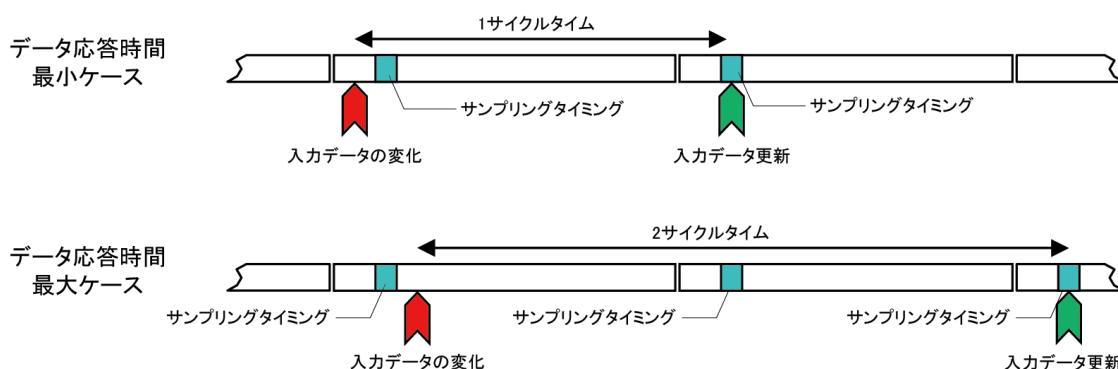 1サイクルタイム
データ応答時間
最小ケース
サンプリングタイミング
サンプリングタイミング
入力データの変化
入力データ更新
2サイクルタイム
データ応答時間
最大ケース
サンプリングタイミング
サンプリングタイミング
サンプリングタイミング
入力データの変化
入力データ更新